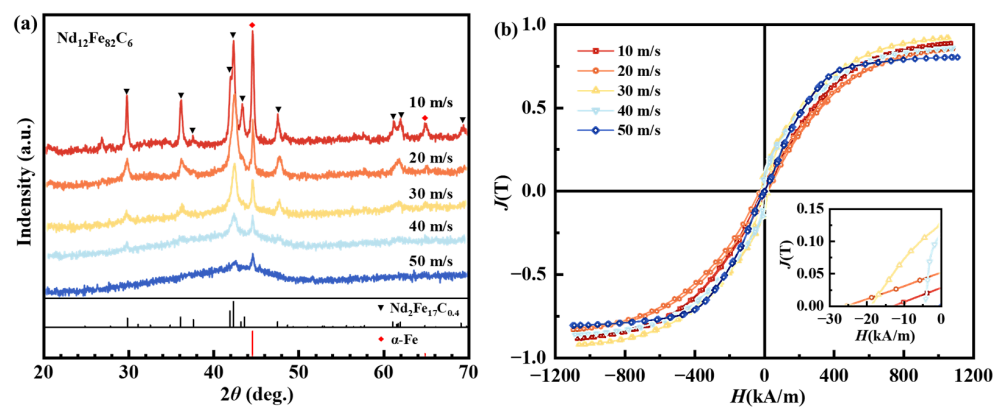 (a)
Nd₁₂Fe₈₂C₆
10 m/s
20 m/s
30 m/s
40 m/s
50 m/s
Indensity (a.u.)
Nd₂Fe₁₇C₀.₄
α-Fe
20 30 40 50 60 70
2θ (deg.)
(b)
10 m/s
20 m/s
30 m/s
40 m/s
50 m/s
J(T)
1.0
0.5
0.0
−0.5
−1.0
−1200 −800 −400 0 400 800 1200
H(kA/m)
J(T)
0.15
0.10
0.05
0.00
−30 −20 −10 0
H(kA/m)